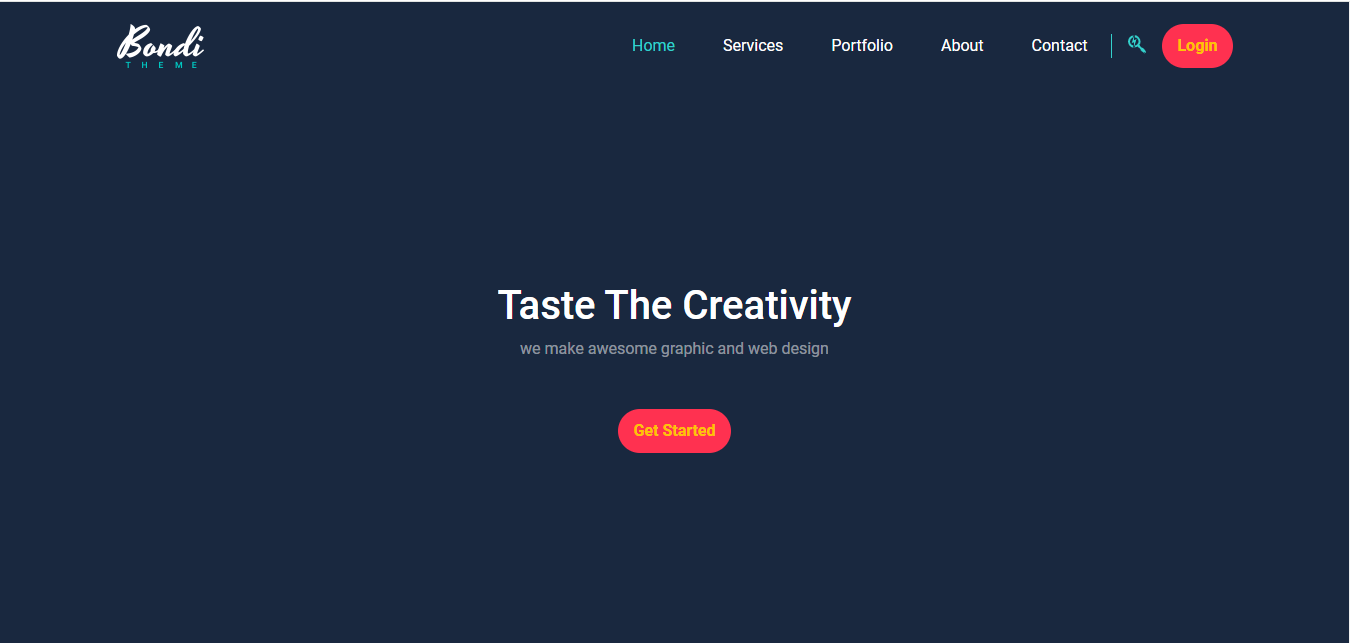 Bondi
THEME
Home Services Portfolio About Contact Login
Taste The Creativity
we make awesome graphic and web design
Get Started